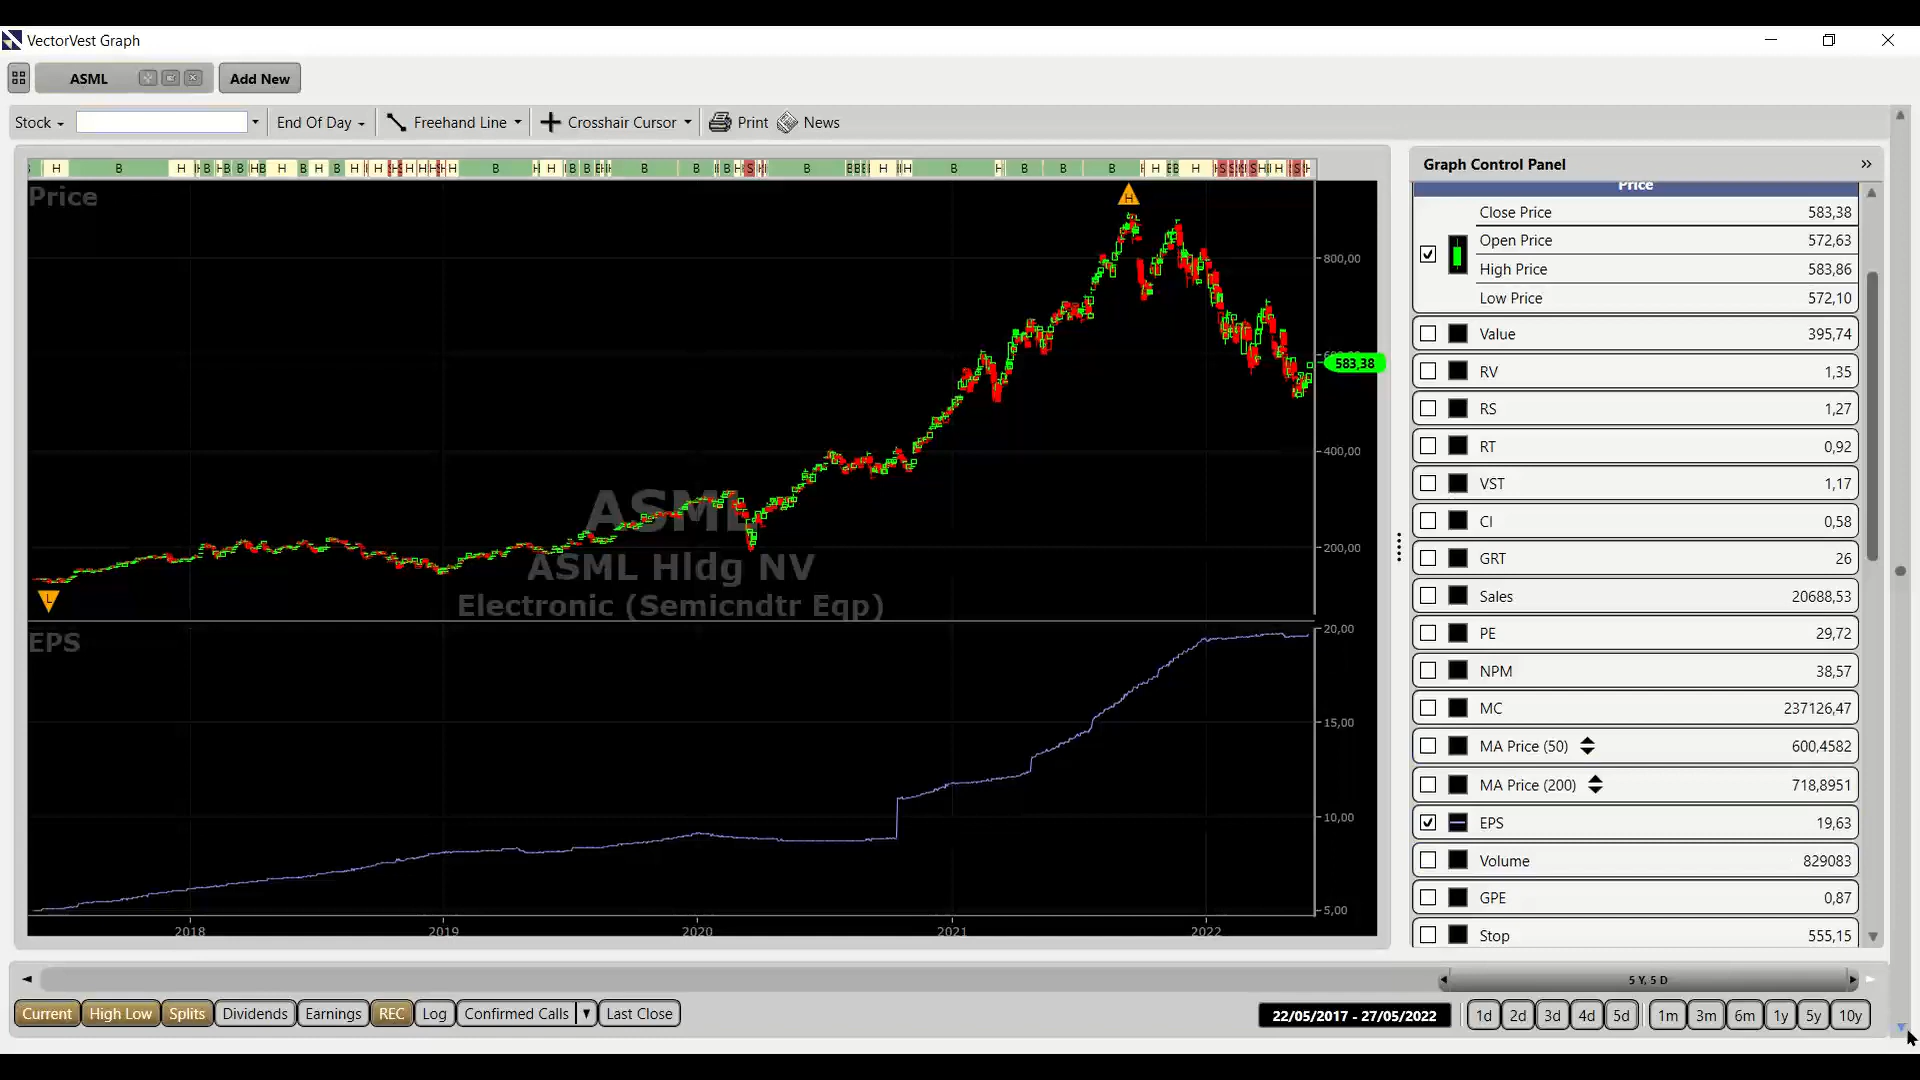 VectorVest Graph
ASML Add New
Stock End Of Day Freehand Line Crosshair Cursor Print News
Price
H
800,00
583,38
400,00
200,00
ASML
ASML Hldg NV
Electronic (Semicndtr Eqp)
L
EPS
20,00
15,00
10,00
5,00
2018 2019 2020 2021 2022
Graph Control Panel
Price
Close Price 583,38
Open Price 572,63
High Price 583,86
Low Price 572,10
Value 395,74
RV 1,35
RS 1,27
RT 0,92
VST 1,17
CI 0,58
GRT 26
Sales 20688,53
PE 29,72
NPM 38,57
MC 237126,47
MA Price (50) 600,4582
MA Price (200) 718,8951
EPS 19,63
Volume 829083
GPE 0,87
Stop 555,15
5 Y, 5 D
Current High Low Splits Dividends Earnings REC Log Confirmed Calls Last Close 22/05/2017 - 27/05/2022 1d 2d 3d 4d 5d 1m 3m 6m 1y 5y 10y